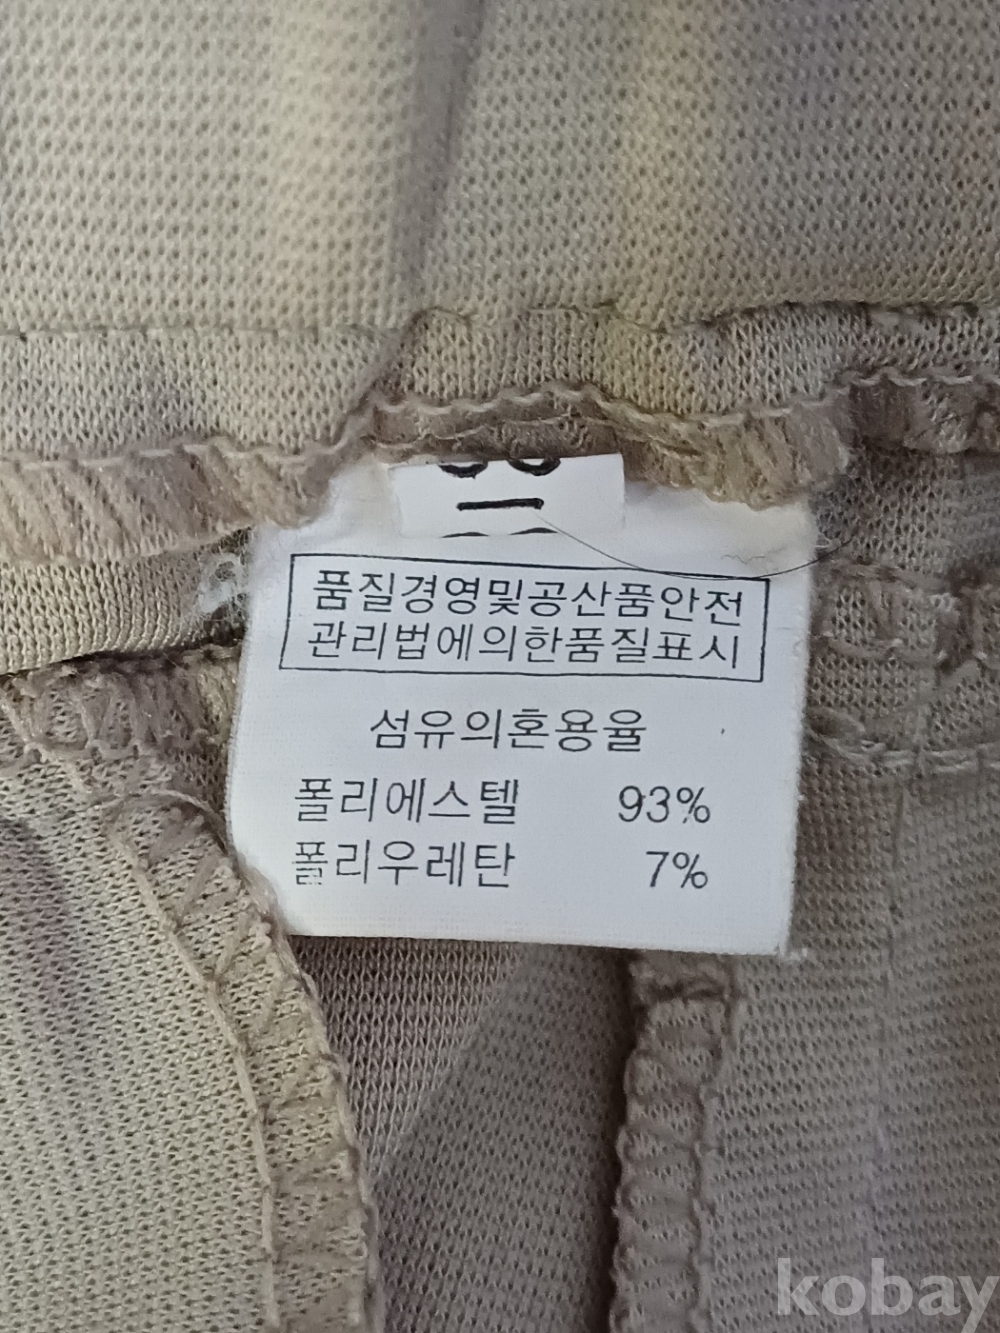 품질경영및공산품안전
관리법에의한품질표시
섬유의혼용율
폴리에스텔 93%
폴리우레탄 7%
kobay